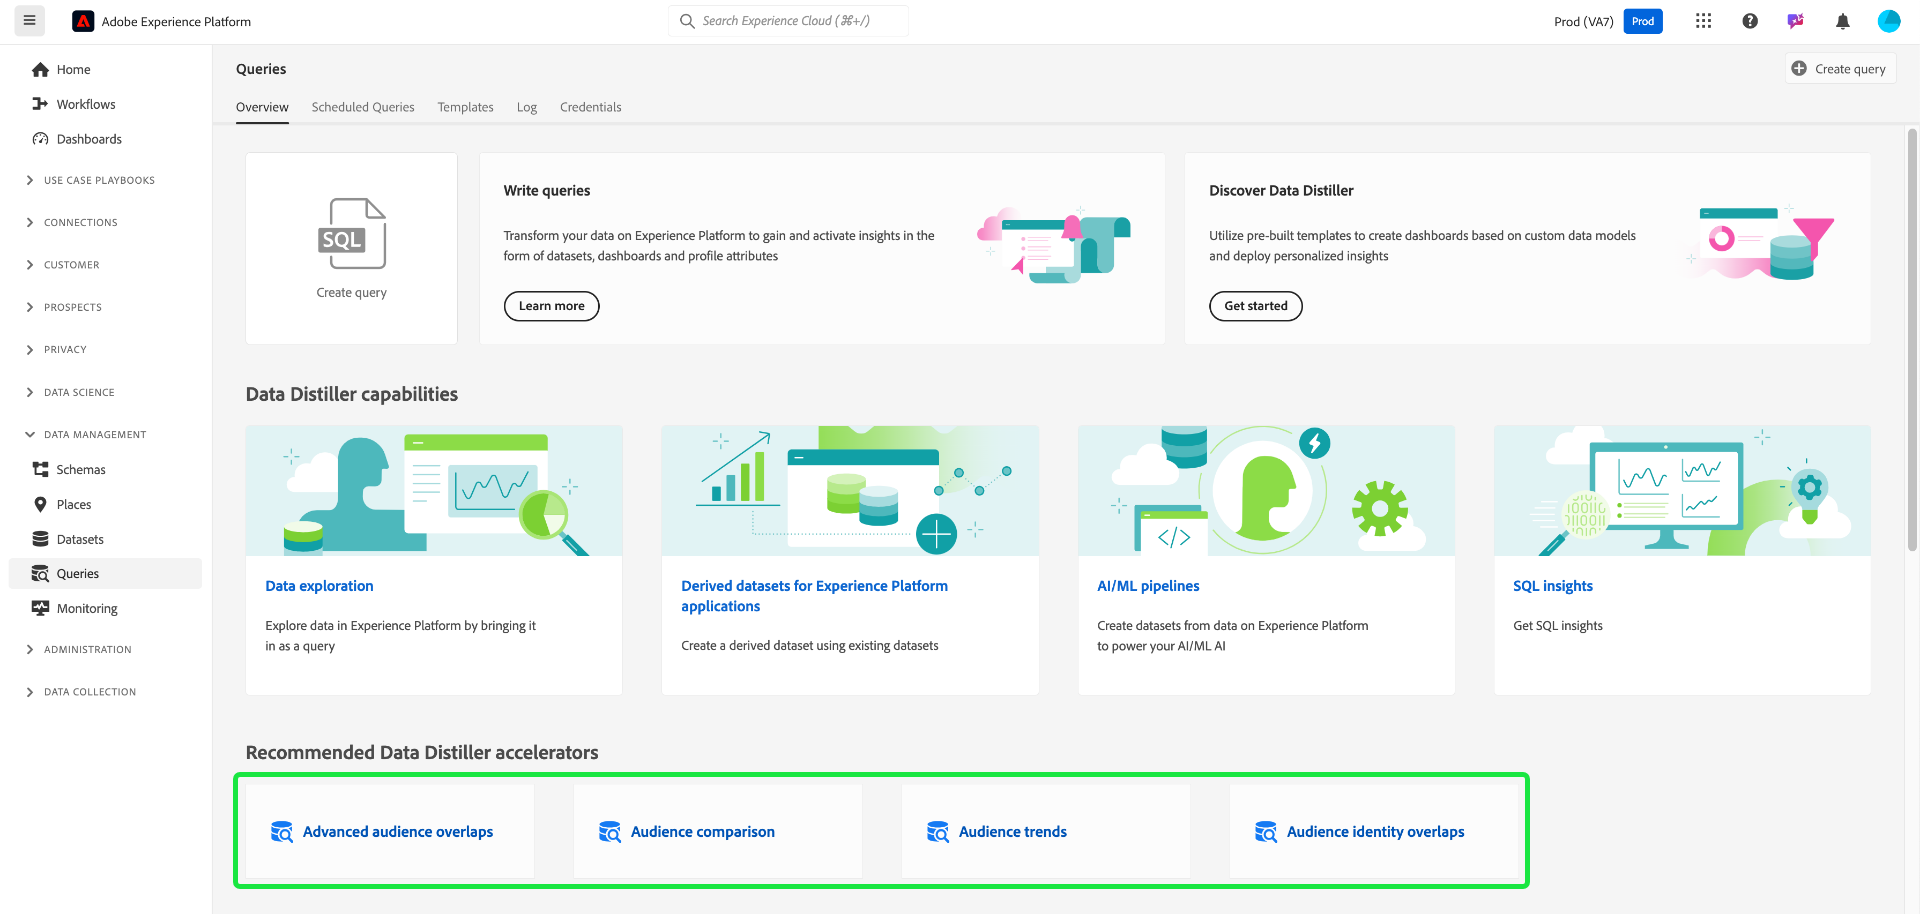 Adobe Experience Platform
Search Experience Cloud (⌘+/)
Prod (VA7)
Prod
Home
Workflows
Dashboards
USE CASE PLAYBOOKS
CONNECTIONS
CUSTOMER
PROSPECTS
PRIVACY
DATA SCIENCE
DATA MANAGEMENT
Schemas
Places
Datasets
Queries
Monitoring
ADMINISTRATION
DATA COLLECTION
Queries
Create query
Overview
Scheduled Queries
Templates
Log
Credentials
SQL
Create query
Write queries
Transform your data on Experience Platform to gain and activate insights in the
form of datasets, dashboards and profile attributes
Learn more
Discover Data Distiller
Utilize pre-built templates to create dashboards based on custom data models
and deploy personalized insights
Get started
Data Distiller capabilities
Data exploration
Explore data in Experience Platform by bringing it
in as a query
Derived datasets for Experience Platform
applications
Create a derived dataset using existing datasets
</>
AI/ML pipelines
Create datasets from data on Experience Platform
to power your AI/ML AI
SQL insights
Get SQL insights
Recommended Data Distiller accelerators
Advanced audience overlaps
Audience comparison
Audience trends
Audience identity overlaps